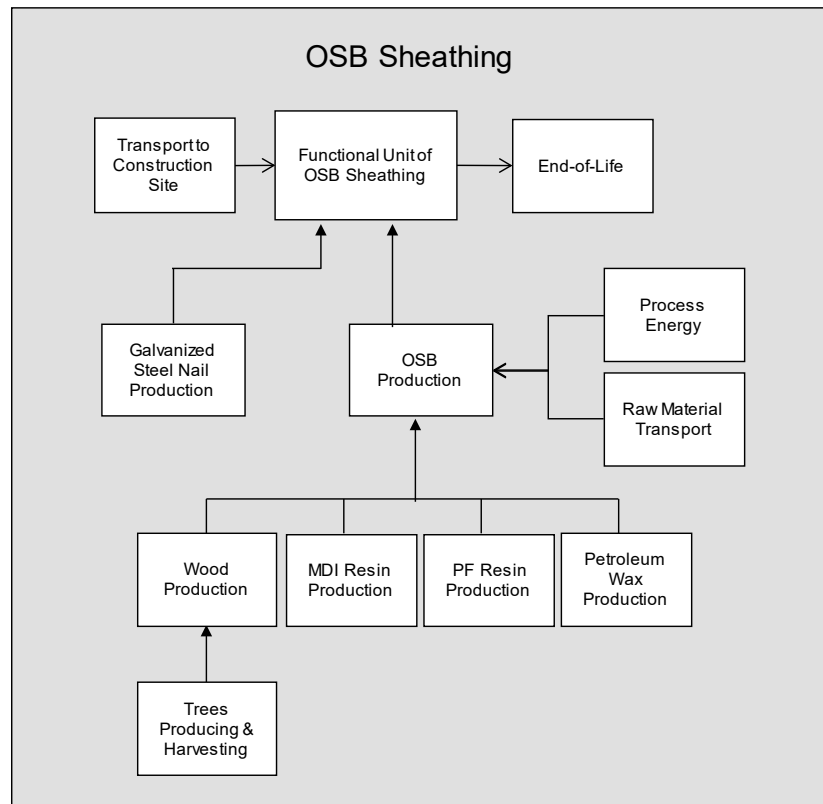 OSB Sheathing
Transport to
Construction
Site
Functional Unit of
OSB Sheathing
End-of-Life
Galvanized
Steel Nail
Production
OSB
Production
Process
Energy
Raw Material
Transport
Wood
Production
MDI Resin
Production
PF Resin
Production
Petroleum
Wax
Production
Trees
Producing &
Harvesting